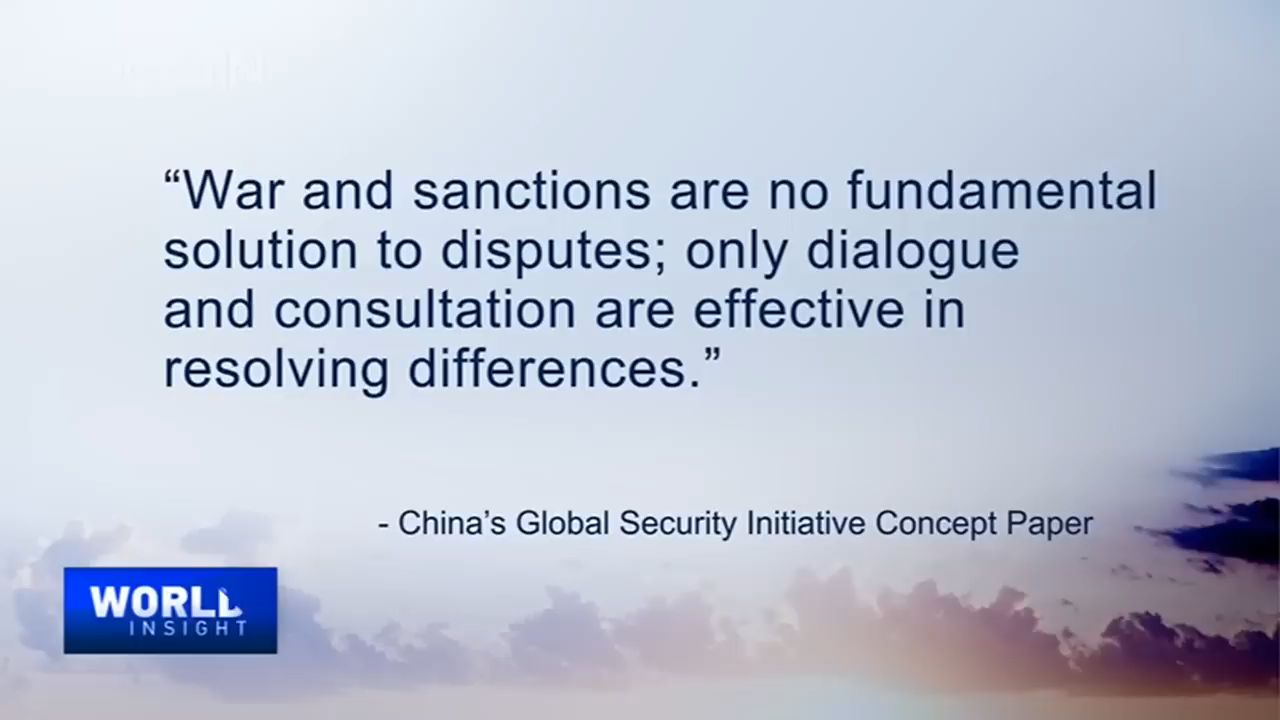 “War and sanctions are no fundamental
solution to disputes; only dialogue
and consultation are effective in
resolving differences.”
- China’s Global Security Initiative Concept Paper
WORLD
INSIGHT